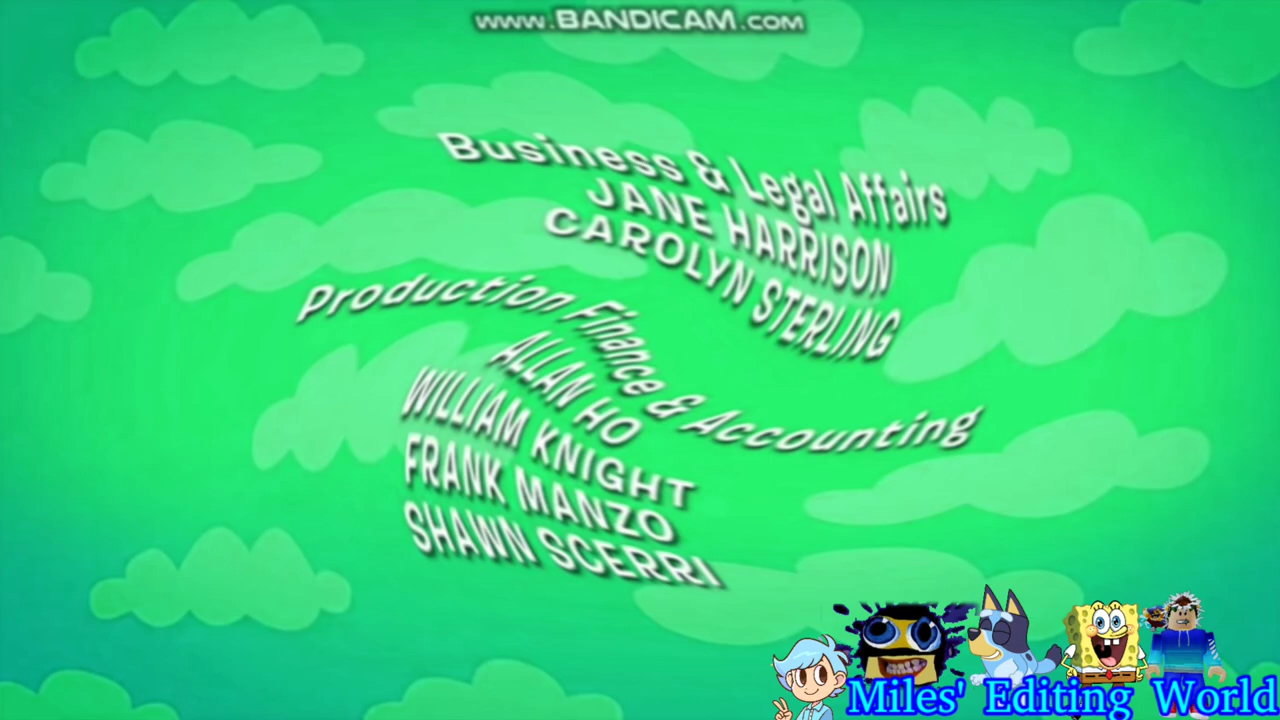 www.BANDICAM.com
Business & Legal Affairs
JANE HARRISON
CAROLYN STERLING
Production Finance & Accounting
ALLAN HO
WILLIAM KNIGHT
FRANK MANZO
SHAWN SCERRI
Miles' Editing World